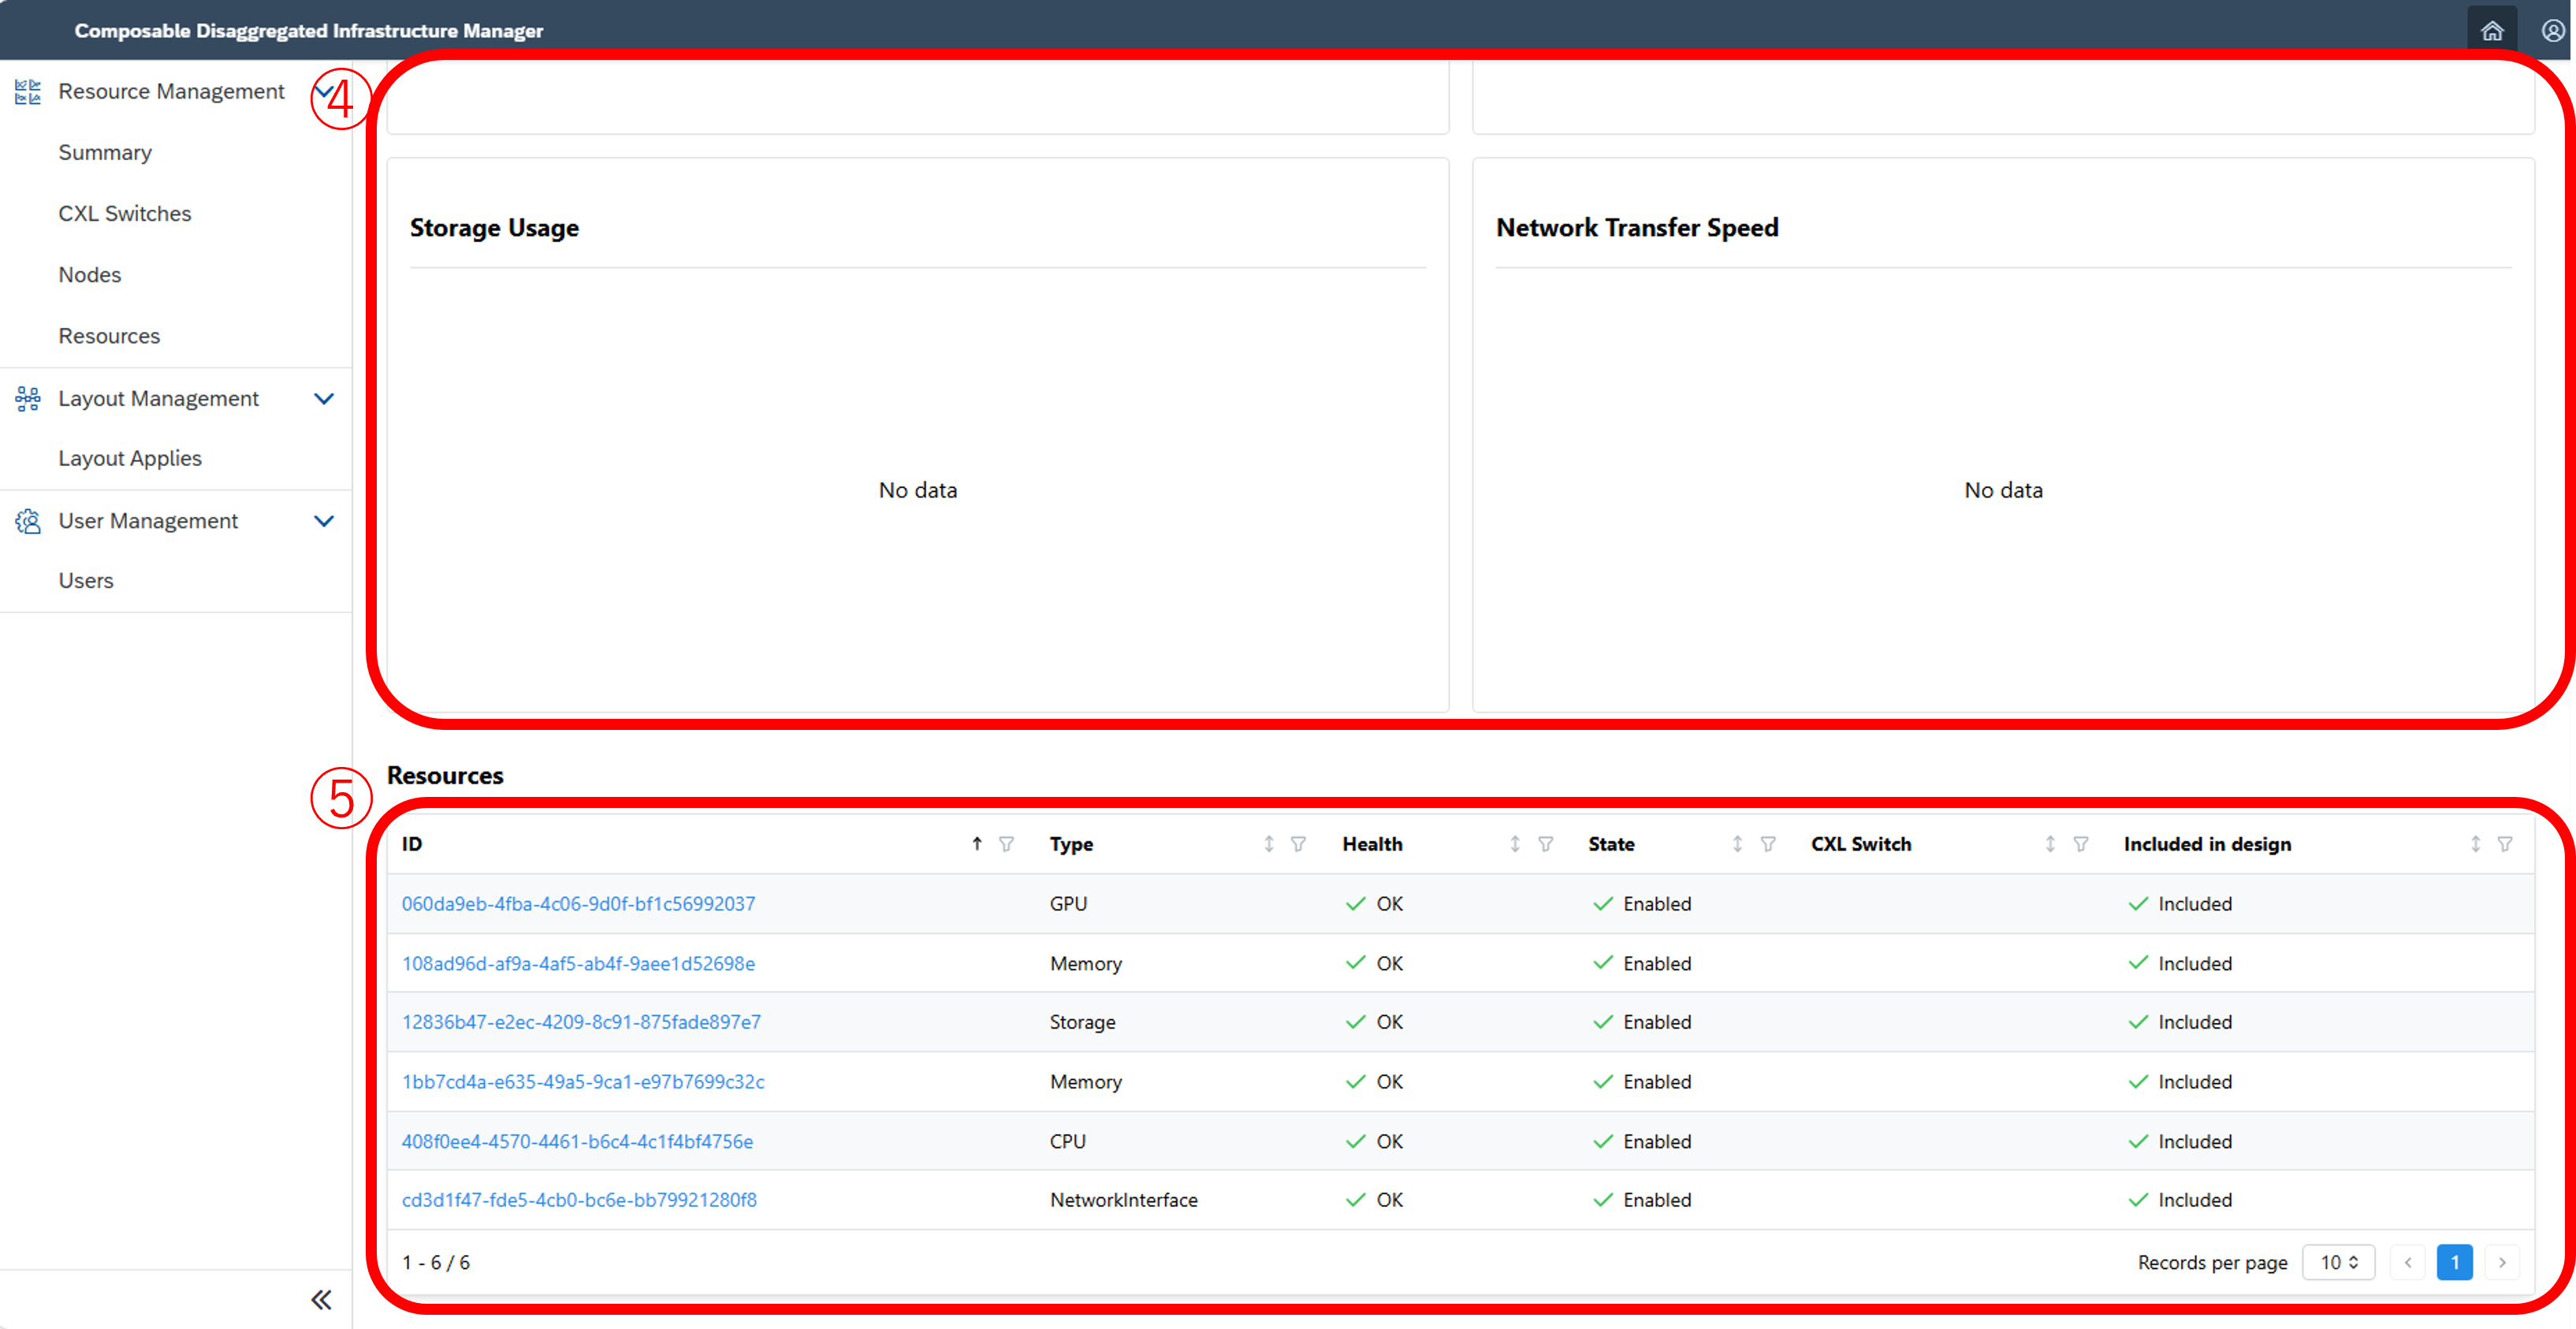 Composable Disaggregated Infrastructure Manager
Resource Management
④
Summary
CXL Switches
Nodes
Resources
Layout Management
Layout Applies
User Management
Users
Storage Usage
No data
Network Transfer Speed
No data
⑤
Resources
ID Type Health State CXL Switch Included in design
060da9eb-4fba-4c06-9d0f-bf1c56992037 GPU OK Enabled Included
108ad96d-af9a-4af5-ab4f-9aee1d52698e Memory OK Enabled Included
12836b47-e2ec-4209-8c91-875fade897e7 Storage OK Enabled Included
1bb7cd4a-e635-49a5-9ca1-e97b7699c32c Memory OK Enabled Included
408f0ee4-4570-4461-b6c4-4c1f4bf4756e CPU OK Enabled Included
cd3d1f47-fde5-4cb0-bc6e-bb79921280f8 NetworkInterface OK Enabled Included
1 - 6 / 6 Records per page 10 1